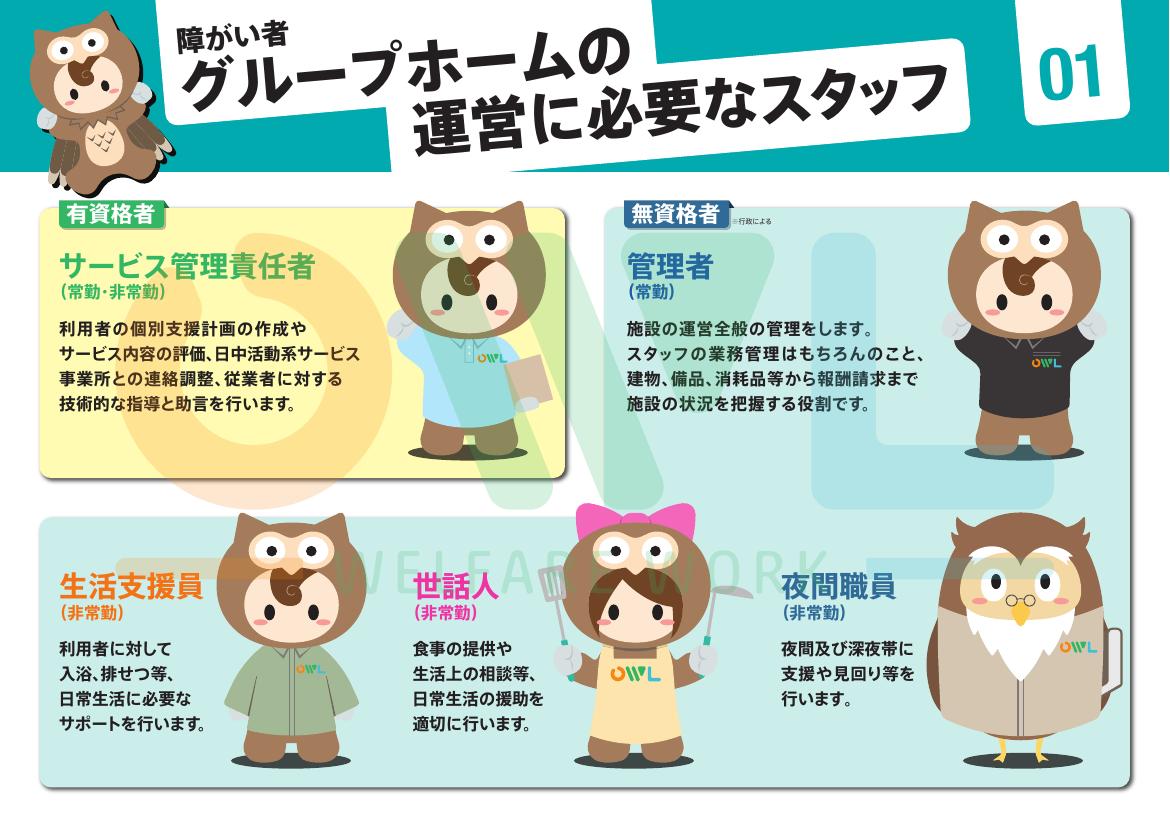 障がい者
グループホームの
運営に必要なスタッフ
01
有資格者
サービス管理責任者
(常勤・非常勤)
利用者の個別支援計画の作成や
サービス内容の評価、日中活動系サービス
事業所との連絡調整、従業者に対する
技術的な指導と助言を行います。
OWL
無資格者
※行政による
管理者
(常勤)
施設の運営全般の管理をします。
スタッフの業務管理はもちろんのこと、
建物、備品、消耗品等から報酬請求まで
施設の状況を把握する役割です。
OWL
OWL
WELFARE WORK
生活支援員
(非常勤)
利用者に対して
入浴、排せつ等、
日常生活に必要な
サポートを行います。
OWL
世話人
(非常勤)
食事の提供や
生活上の相談等、
日常生活の援助を
適切に行います。
OWL
夜間職員
(非常勤)
夜間及び深夜帯に
支援や見回り等を
行います。
OWL